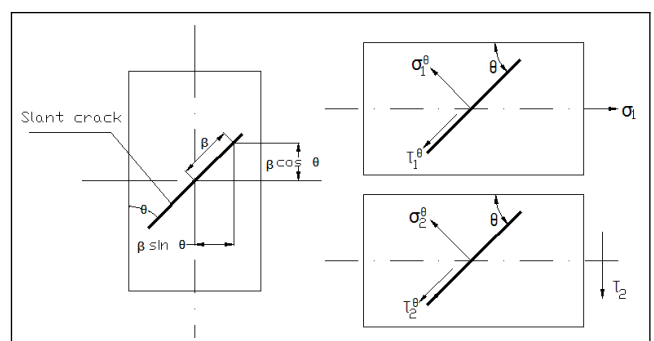 Slant crack
β
β cos θ
θ
β sin θ
θ
σ₁^θ
σ₁
τ₁^θ
θ
σ₂^θ
τ₂^θ
τ₂